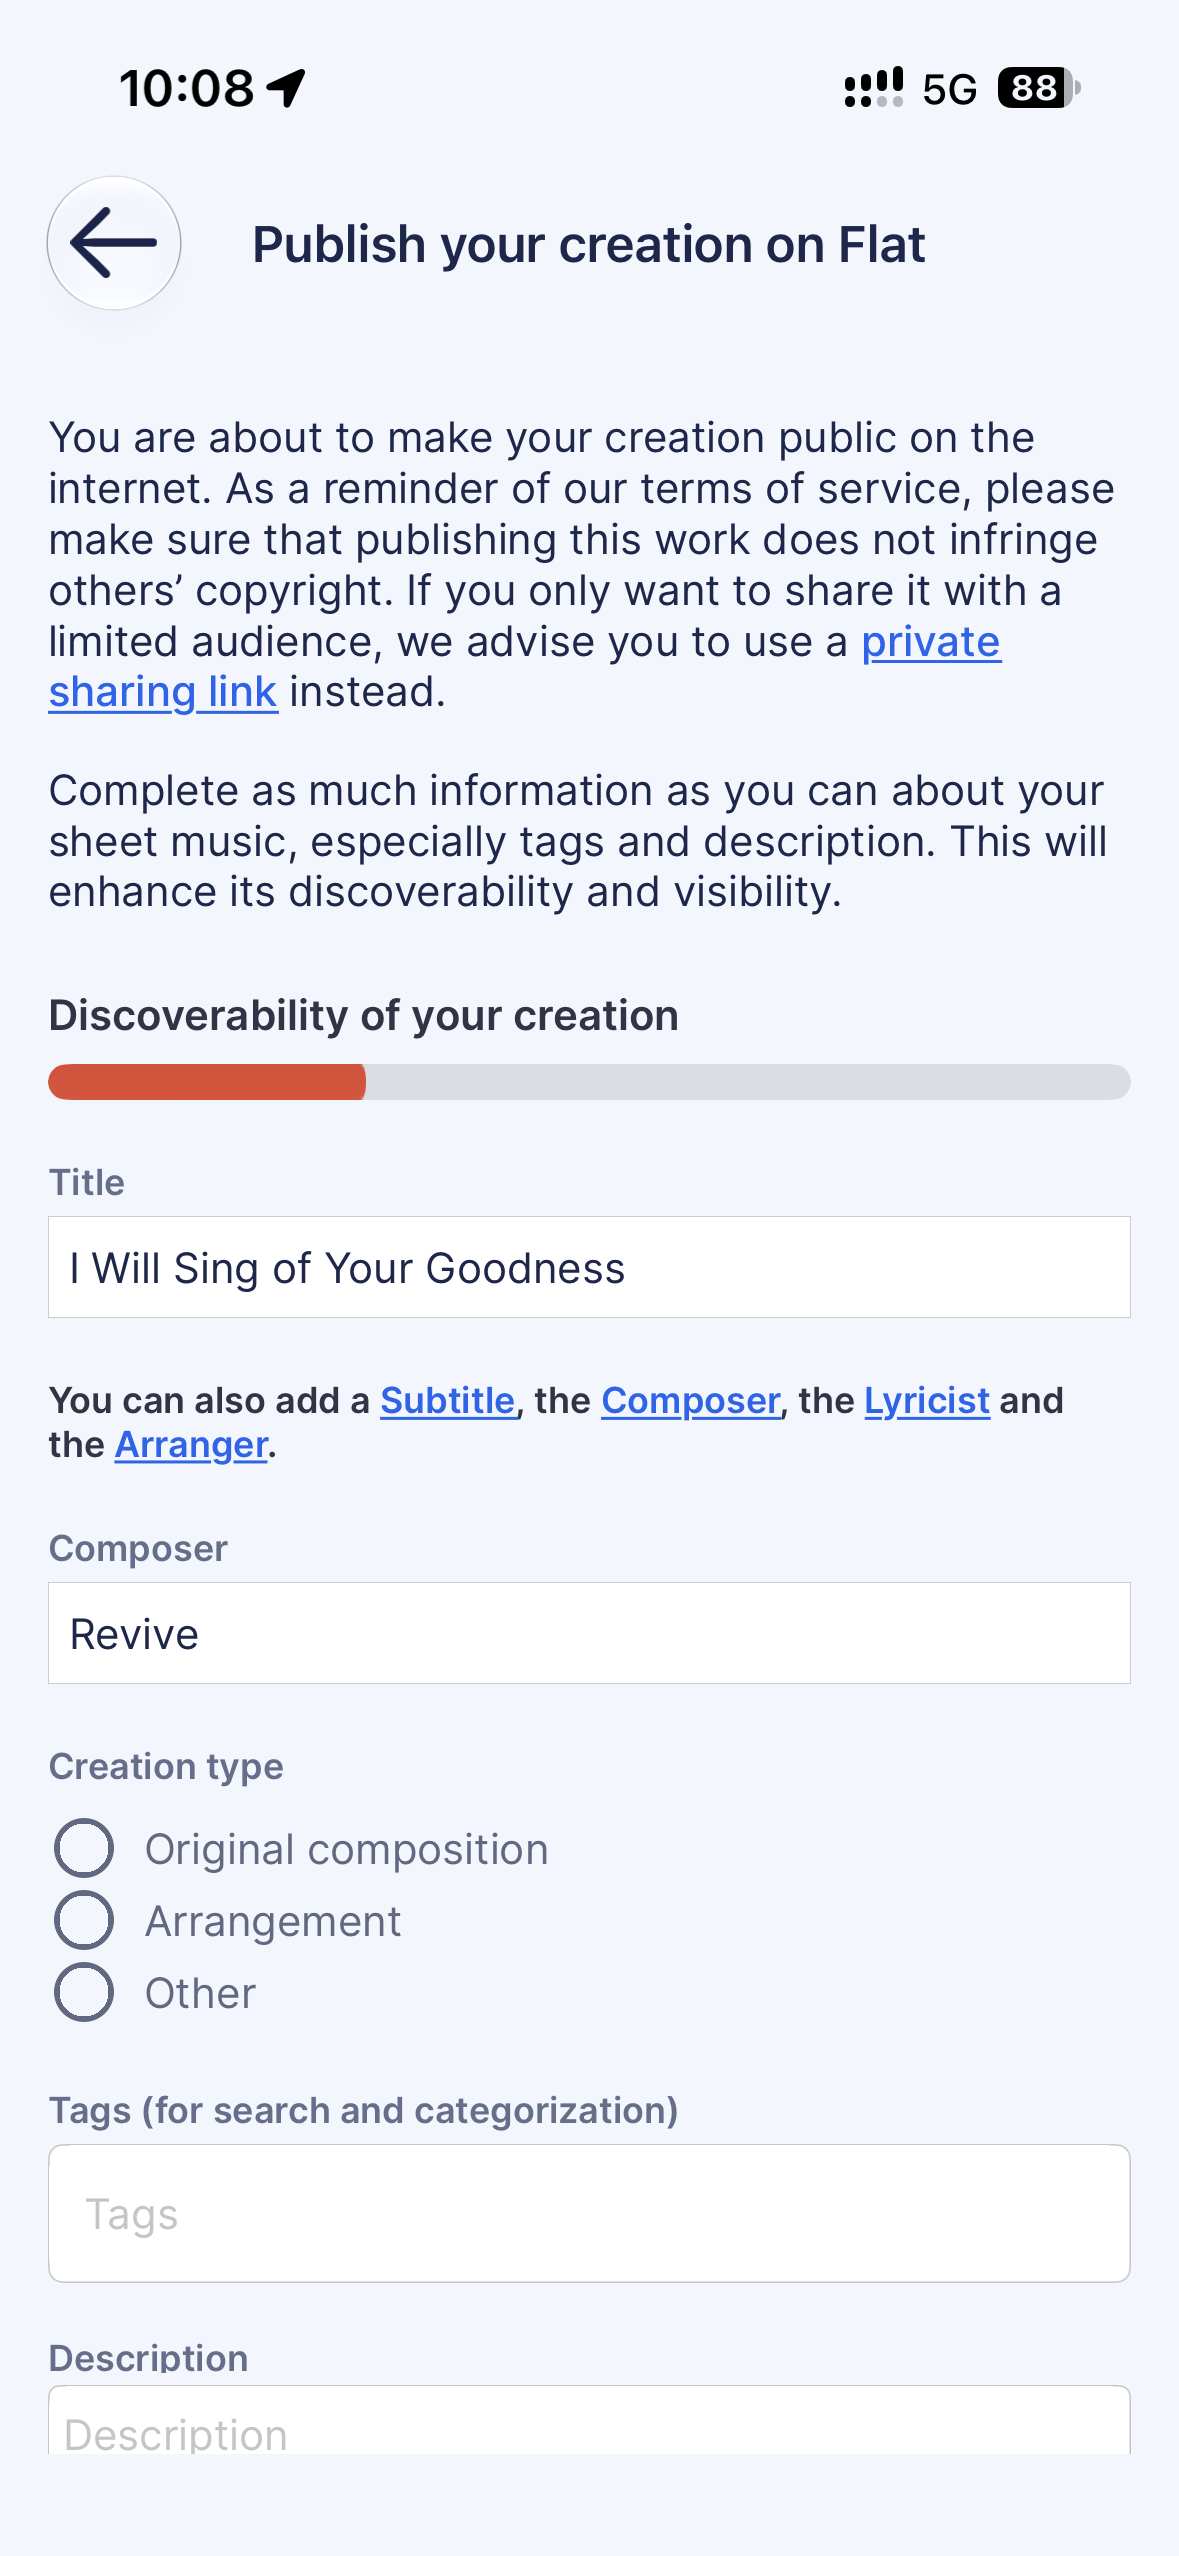 10:08
5G
88
Publish your creation on Flat
You are about to make your creation public on the
internet. As a reminder of our terms of service, please
make sure that publishing this work does not infringe
others’ copyright. If you only want to share it with a
limited audience, we advise you to use a private
sharing link instead.
Complete as much information as you can about your
sheet music, especially tags and description. This will
enhance its discoverability and visibility.
Discoverability of your creation
Title
I Will Sing of Your Goodness
You can also add a Subtitle, the Composer, the Lyricist and
the Arranger.
Composer
Revive
Creation type
Original composition
Arrangement
Other
Tags (for search and categorization)
Tags
Description
Description